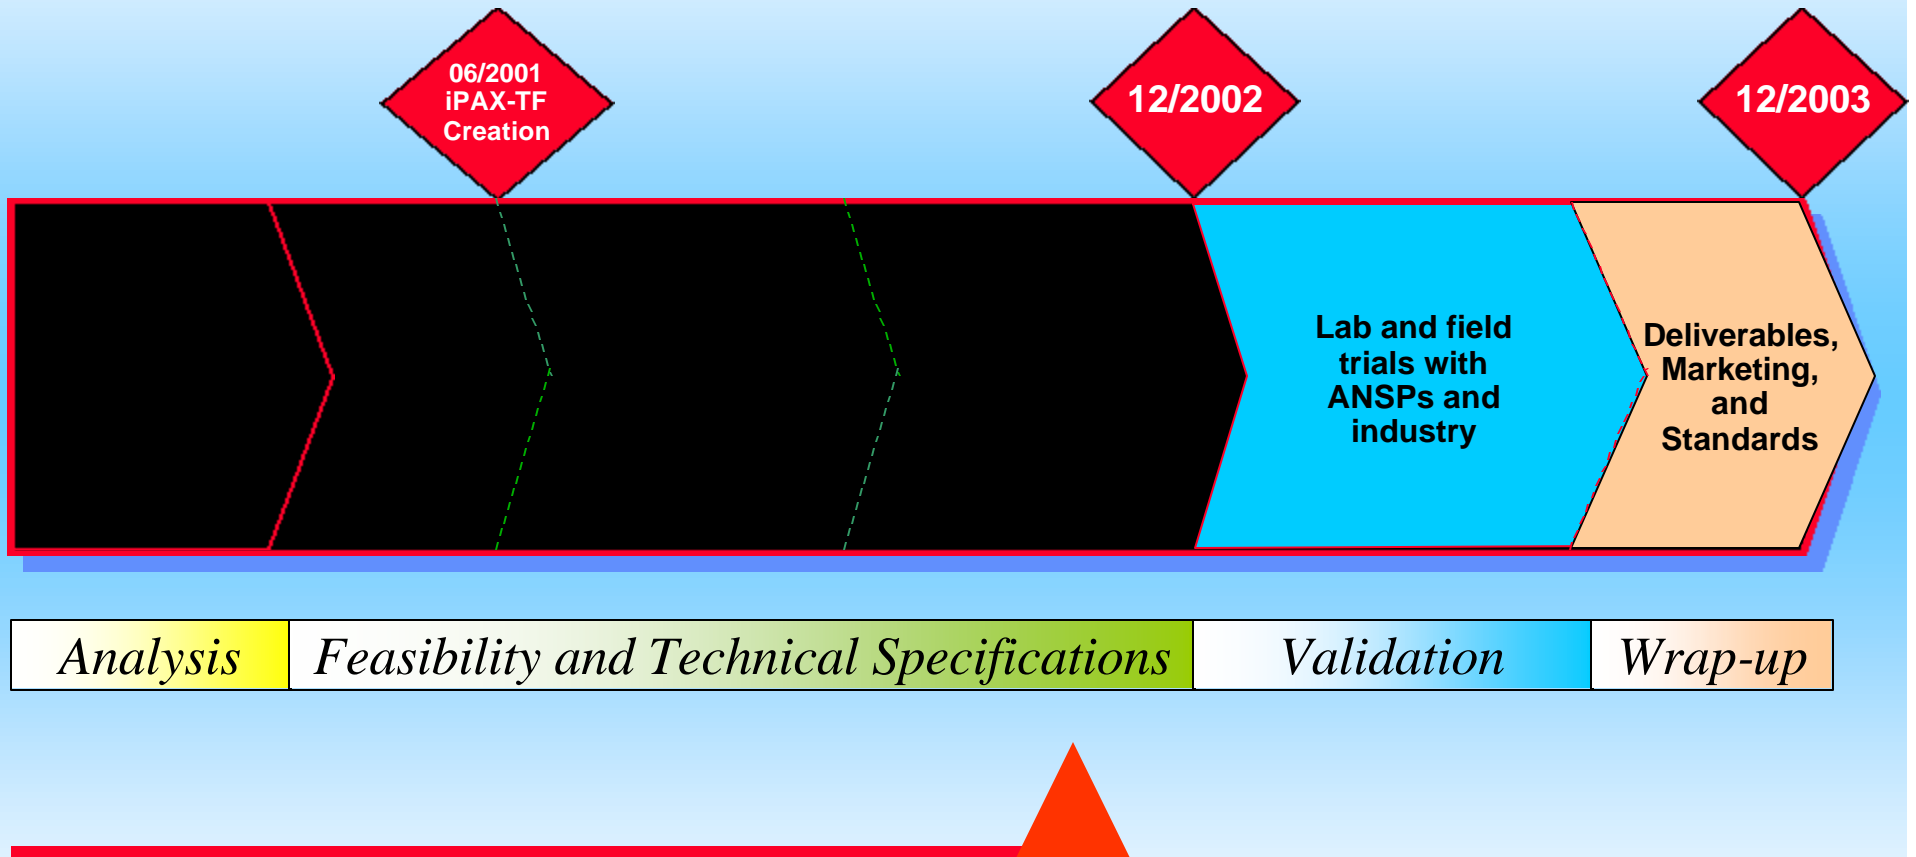 06/2001
iPAX-TF
Creation
12/2002
12/2003
Lab and field
trials with
ANSPs and
industry
Deliverables,
Marketing,
and
Standards
Analysis
Feasibility and Technical Specifications
Validation
Wrap-up